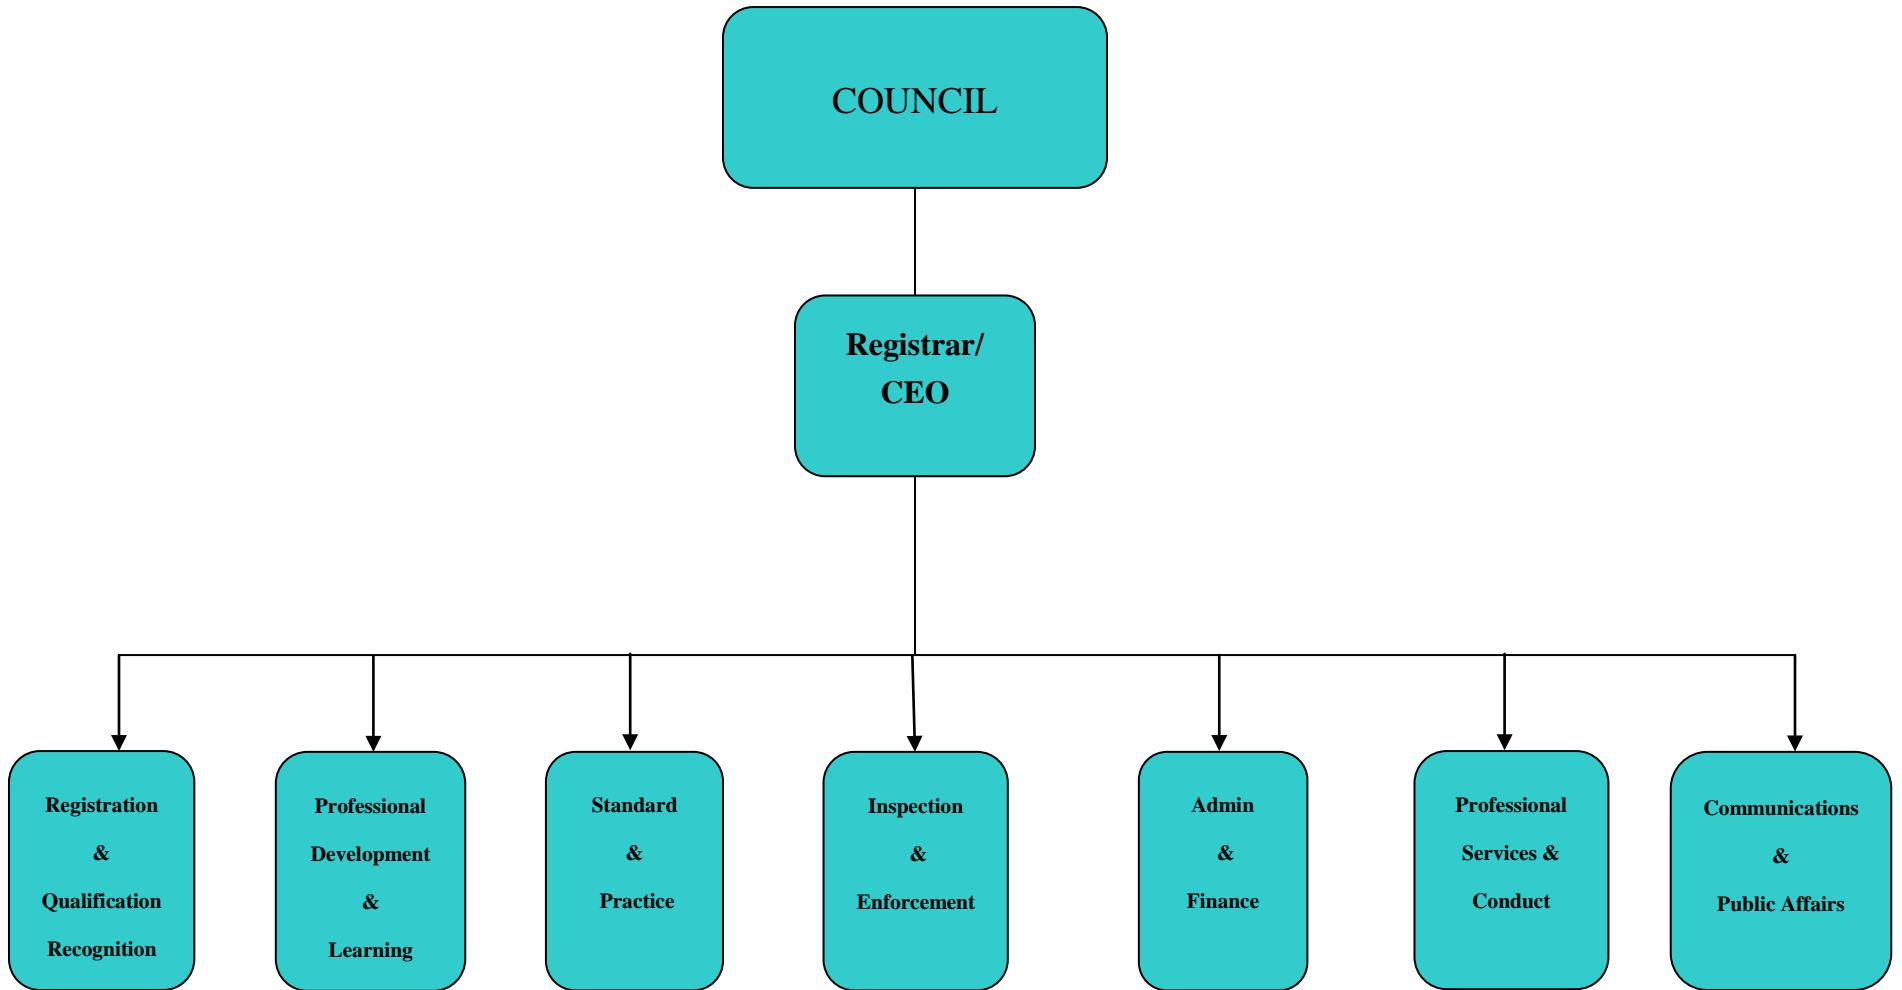 COUNCIL
Registrar/
CEO
Registration
&
Qualification
Recognition
Professional
Development
&
Learning
Standard
&
Practice
Inspection
&
Enforcement
Admin
&
Finance
Professional
Services &
Conduct
Communications
&
Public Affairs